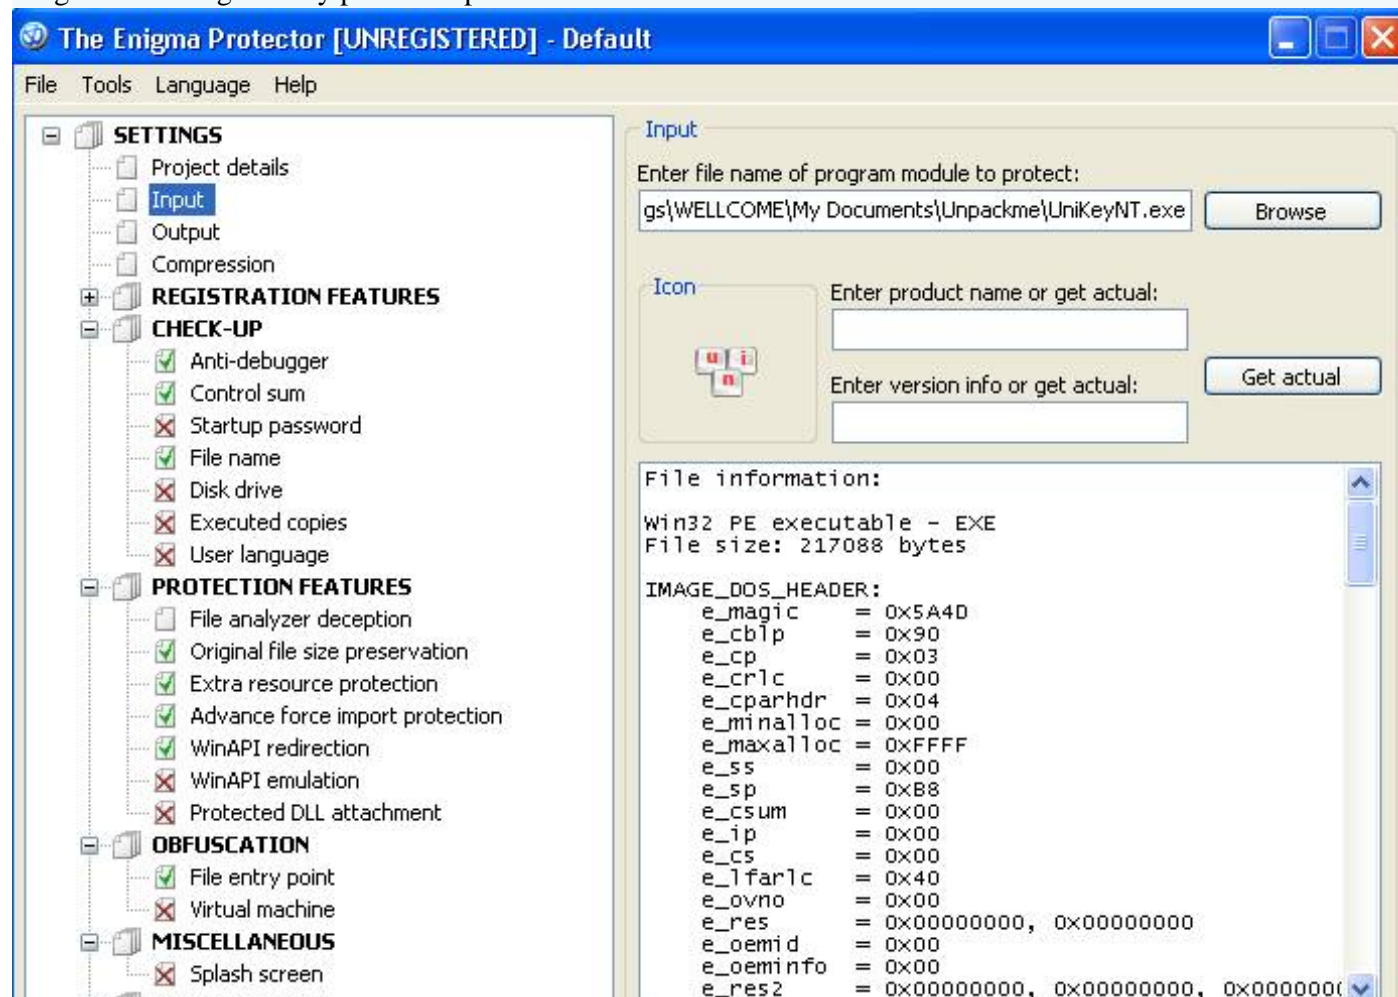 The Enigma Protector [UNREGISTERED] - Default
File Tools Language Help
SETTINGS
Project details
Input
Output
Compression
REGISTRATION FEATURES
CHECK-UP
Anti-debugger
Control sum
Startup password
File name
Disk drive
Executed copies
User language
PROTECTION FEATURES
File analyzer deception
Original file size preservation
Extra resource protection
Advance force import protection
WinAPI redirection
WinAPI emulation
Protected DLL attachment
OBFUSCATION
File entry point
Virtual machine
MISCELLANEOUS
Splash screen
Input
Enter file name of program module to protect:
gs\WELLCOME\My Documents\Unpackme\UniKeyNT.exe
Browse
Icon
u i
n
Enter product name or get actual:
Enter version info or get actual:
Get actual
File information:
Win32 PE executable - EXE
File size: 217088 bytes
IMAGE_DOS_HEADER:
e_magic = 0x5A4D
e_cblp = 0x90
e_cp = 0x03
e_crlc = 0x00
e_cparhdr = 0x04
e_minalloc = 0x00
e_maxalloc = 0xFFFF
e_ss = 0x00
e_sp = 0xB8
e_csum = 0x00
e_ip = 0x00
e_cs = 0x00
e_lfarlc = 0x40
e_ovno = 0x00
e_res = 0x00000000, 0x00000000
e_oemid = 0x00
e_oeminfo = 0x00
e_res2 = 0x00000000, 0x00000000, 0x0000000(